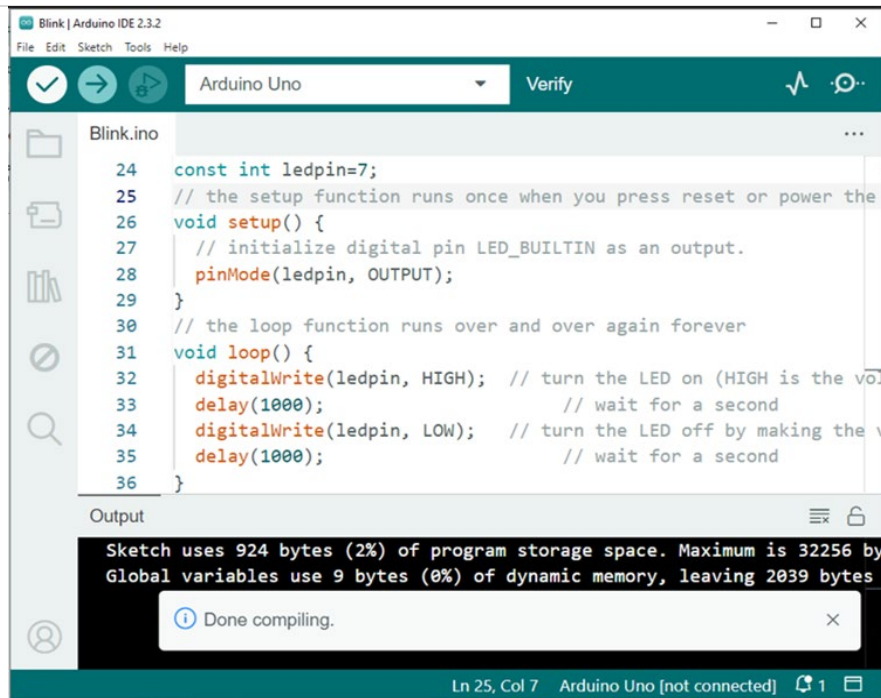 Blink | Arduino IDE 2.3.2
File Edit Sketch Tools Help
Arduino Uno
Verify
Blink.ino
24 const int ledpin=7;
25 // the setup function runs once when you press reset or power the
26 void setup() {
27 // initialize digital pin LED_BUILTIN as an output.
28 pinMode(ledpin, OUTPUT);
29 }
30 // the loop function runs over and over again forever
31 void loop() {
32 digitalWrite(ledpin, HIGH); // turn the LED on (HIGH is the vol
33 delay(1000); // wait for a second
34 digitalWrite(ledpin, LOW); // turn the LED off by making the v
35 delay(1000); // wait for a second
36 }
Output
Sketch uses 924 bytes (2%) of program storage space. Maximum is 32256 by
Global variables use 9 bytes (0%) of dynamic memory, leaving 2039 bytes
Done compiling.
Ln 25, Col 7 Arduino Uno [not connected] 1